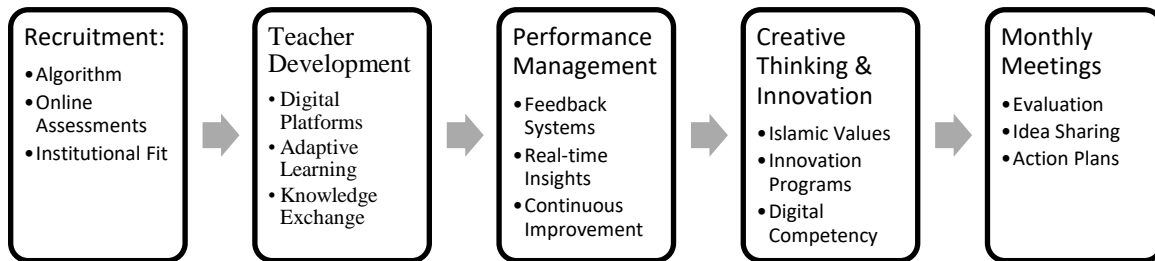 Recruitment:
•Algorithm
•Online
Assessments
•Institutional Fit
Teacher
Development
• Digital
Platforms
• Adaptive
Learning
• Knowledge
Exchange
Performance
Management
•Feedback
Systems
•Real-time
Insights
•Continuous
Improvement
Creative
Thinking &
Innovation
•Islamic Values
•Innovation
Programs
•Digital
Competency
Monthly
Meetings
•Evaluation
•Idea Sharing
•Action Plans